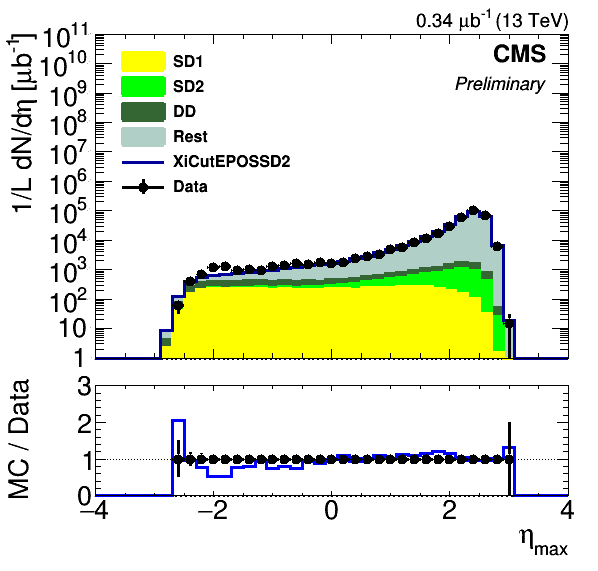 0.34 μb⁻¹ (13 TeV)
CMS
Preliminary
1/L dN/dη [μb⁻¹]
10¹¹
10¹⁰
10⁹
10⁸
10⁷
10⁶
10⁵
10⁴
10³
10²
10
1
SD1
SD2
DD
Rest
XiCutEPOSSD2
Data
MC / Data
3
2
1
0
−4 −2 0 2 4
ηmax